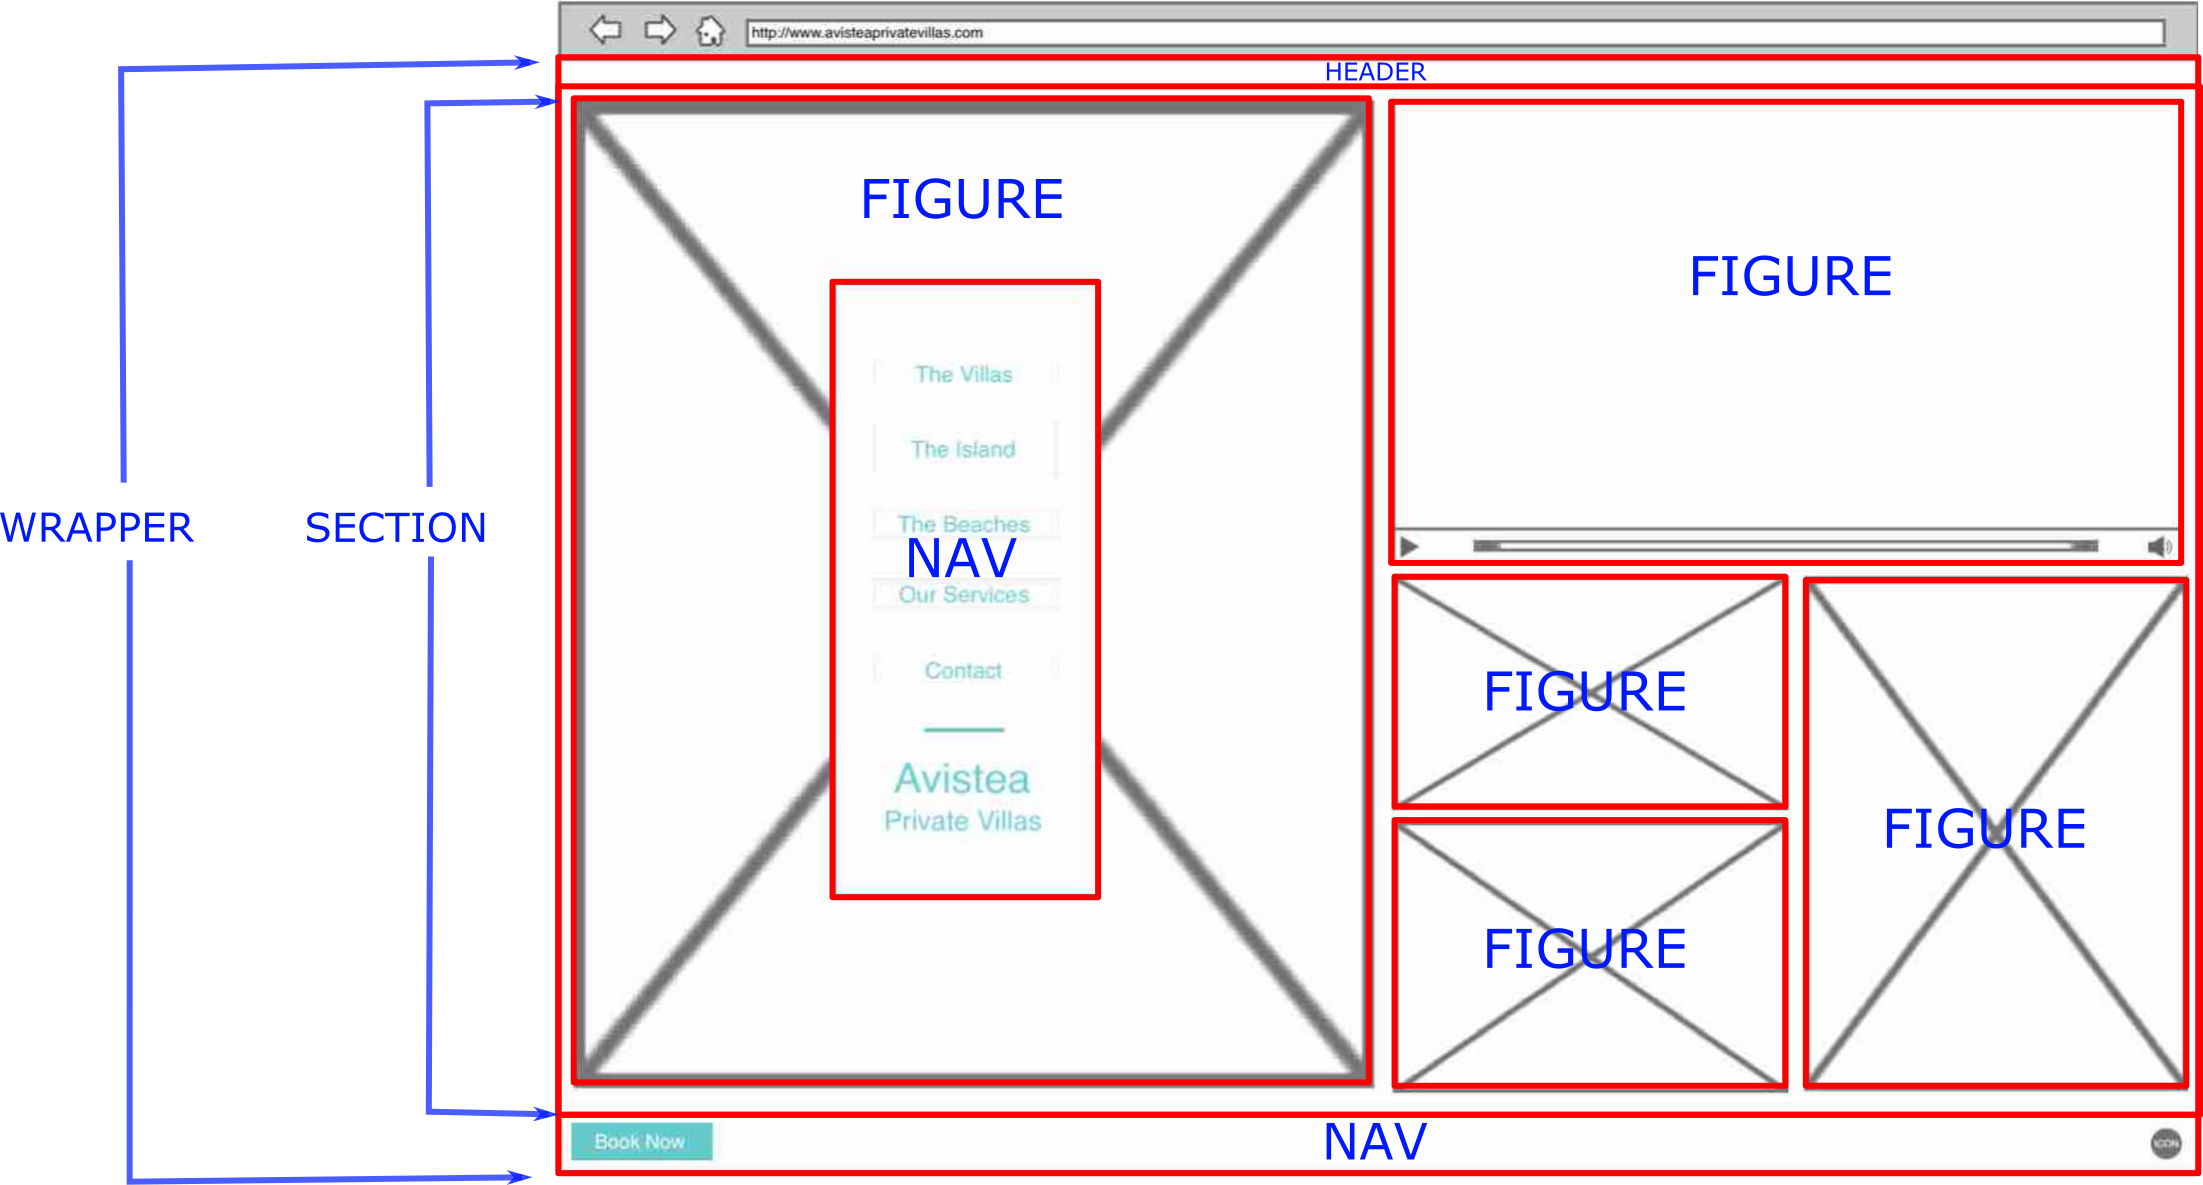 http://www.avisteaprivatevillas.com
HEADER
FIGURE
FIGURE
The Villas
The Island
WRAPPER
SECTION
The Beaches
NAV
Our Services
Contact
FIGURE
Avistea
Private Villas
FIGURE
FIGURE
Book Now
NAV
ICON